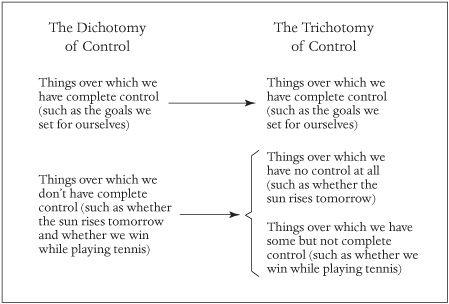 The Dichotomy
of Control
Things over which we
have complete control
(such as the goals we
set for ourselves)
Things over which we
don't have complete
control (such as whether
the sun rises tomorrow
and whether we win
while playing tennis)
The Trichotomy
of Control
Things over which we
have complete control
(such as the goals we
set for ourselves)
Things over which we
have no control at all
(such as whether the
sun rises tomorrow)
Things over which we have
some but not complete
control (such as whether we
win while playing tennis)